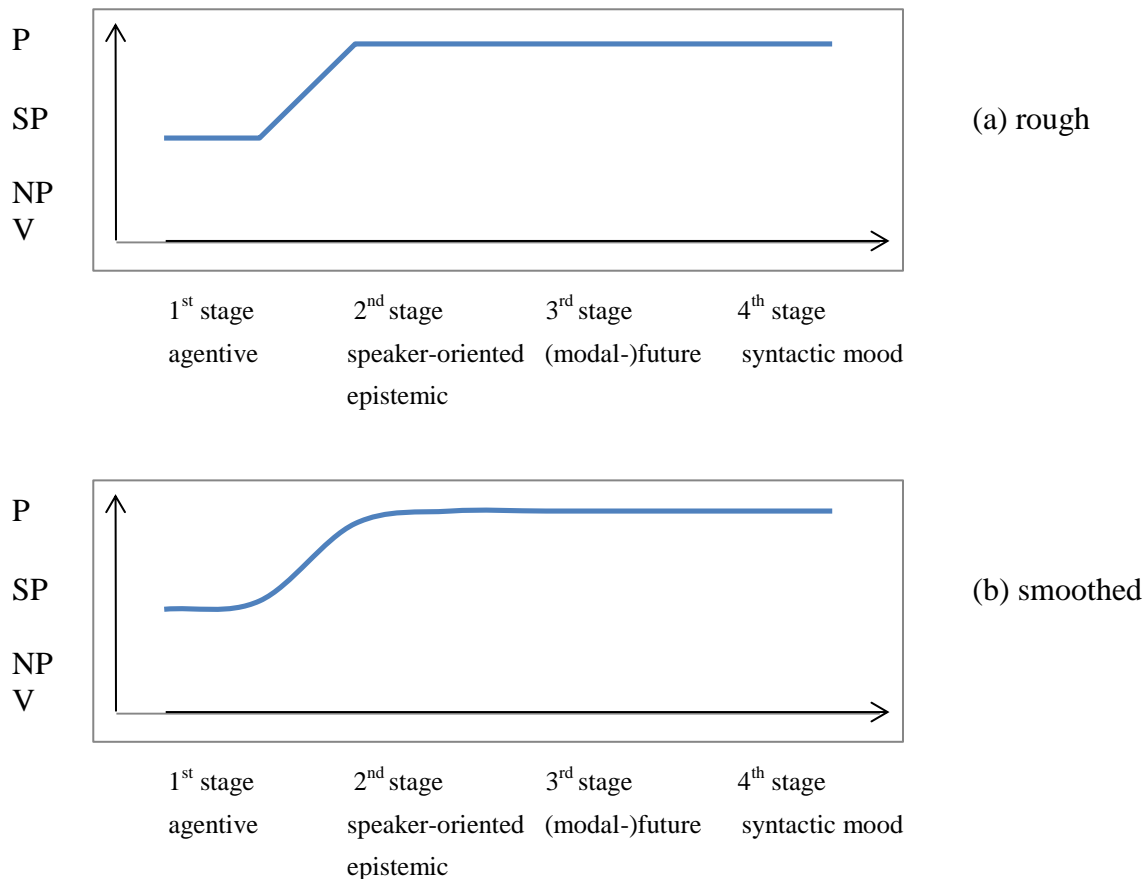 P
SP
(a) rough
NP
V
1st stage 2nd stage 3rd stage 4th stage
agentive speaker-oriented (modal-)future syntactic mood
epistemic
P
SP
(b) smoothed
NP
V
1st stage 2nd stage 3rd stage 4th stage
agentive speaker-oriented (modal-)future syntactic mood
epistemic